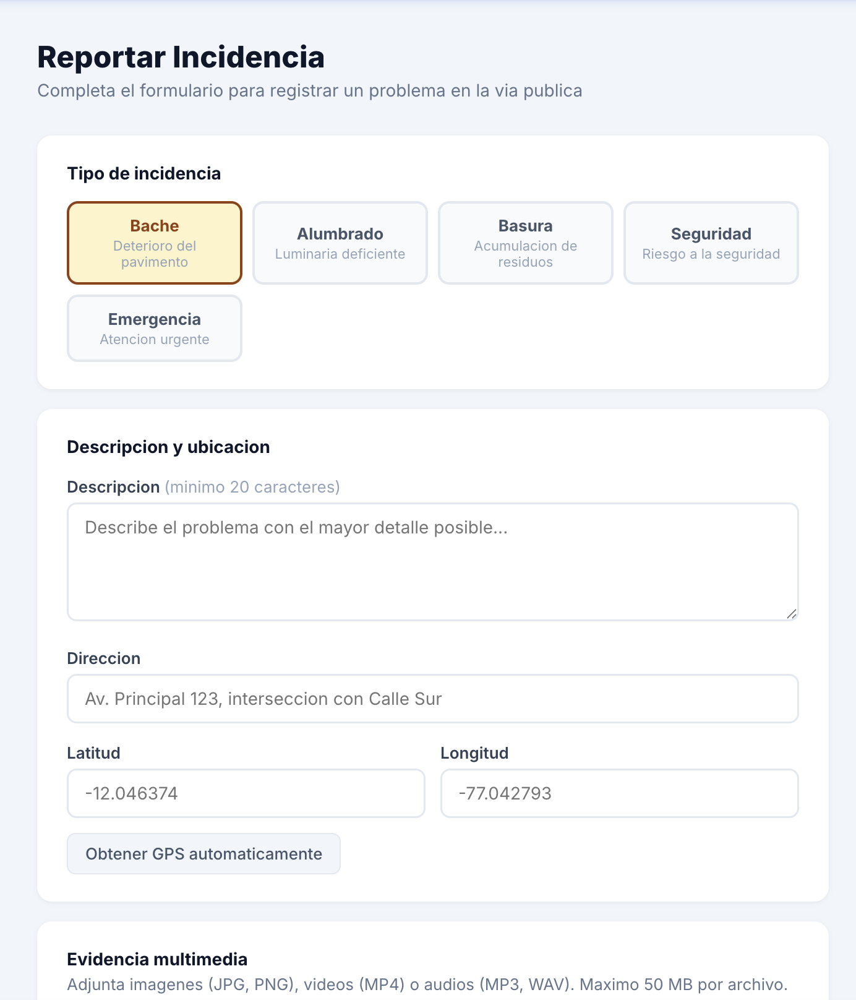 Reportar Incidencia
Completa el formulario para registrar un problema en la via publica
Tipo de incidencia
Bache
Deterioro del
pavimento
Alumbrado
Luminaria deficiente
Basura
Acumulacion de
residuos
Seguridad
Riesgo a la seguridad
Emergencia
Atencion urgente
Descripcion y ubicacion
Descripcion (minimo 20 caracteres)
Describe el problema con el mayor detalle posible...
Direccion
Av. Principal 123, interseccion con Calle Sur
Latitud
Longitud
-12.046374
-77.042793
Obtener GPS automaticamente
Evidencia multimedia
Adjunta imagenes (JPG, PNG), videos (MP4) o audios (MP3, WAV). Maximo 50 MB por archivo.